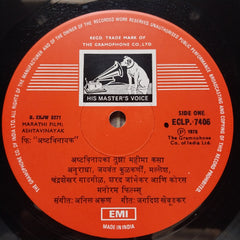 REGD. TRADE MARK OF
THE GRAMOPHONE CO. LTD.
HIS MASTER'S VOICE
MARATHI FILM:
ASHTAVINAYAK
चि: "अष्टविनायक"
SIDE ONE
ECLP. 7406
Ⓟ 1978
The Gramophone
Co. of India Ltd
अष्टविनायका तुझा महीमा कसा
अनुराधा, जयवंत कुळकर्णी, मल्लेश,
चंद्रशेखर गाडगीळ, शरद जांभेकर आणि कोरस
मनोरम फिल्म्स्
संगीत: अनिल अरूण गीत: जगदीश खेबुडकर
EMI
MADE IN INDIA